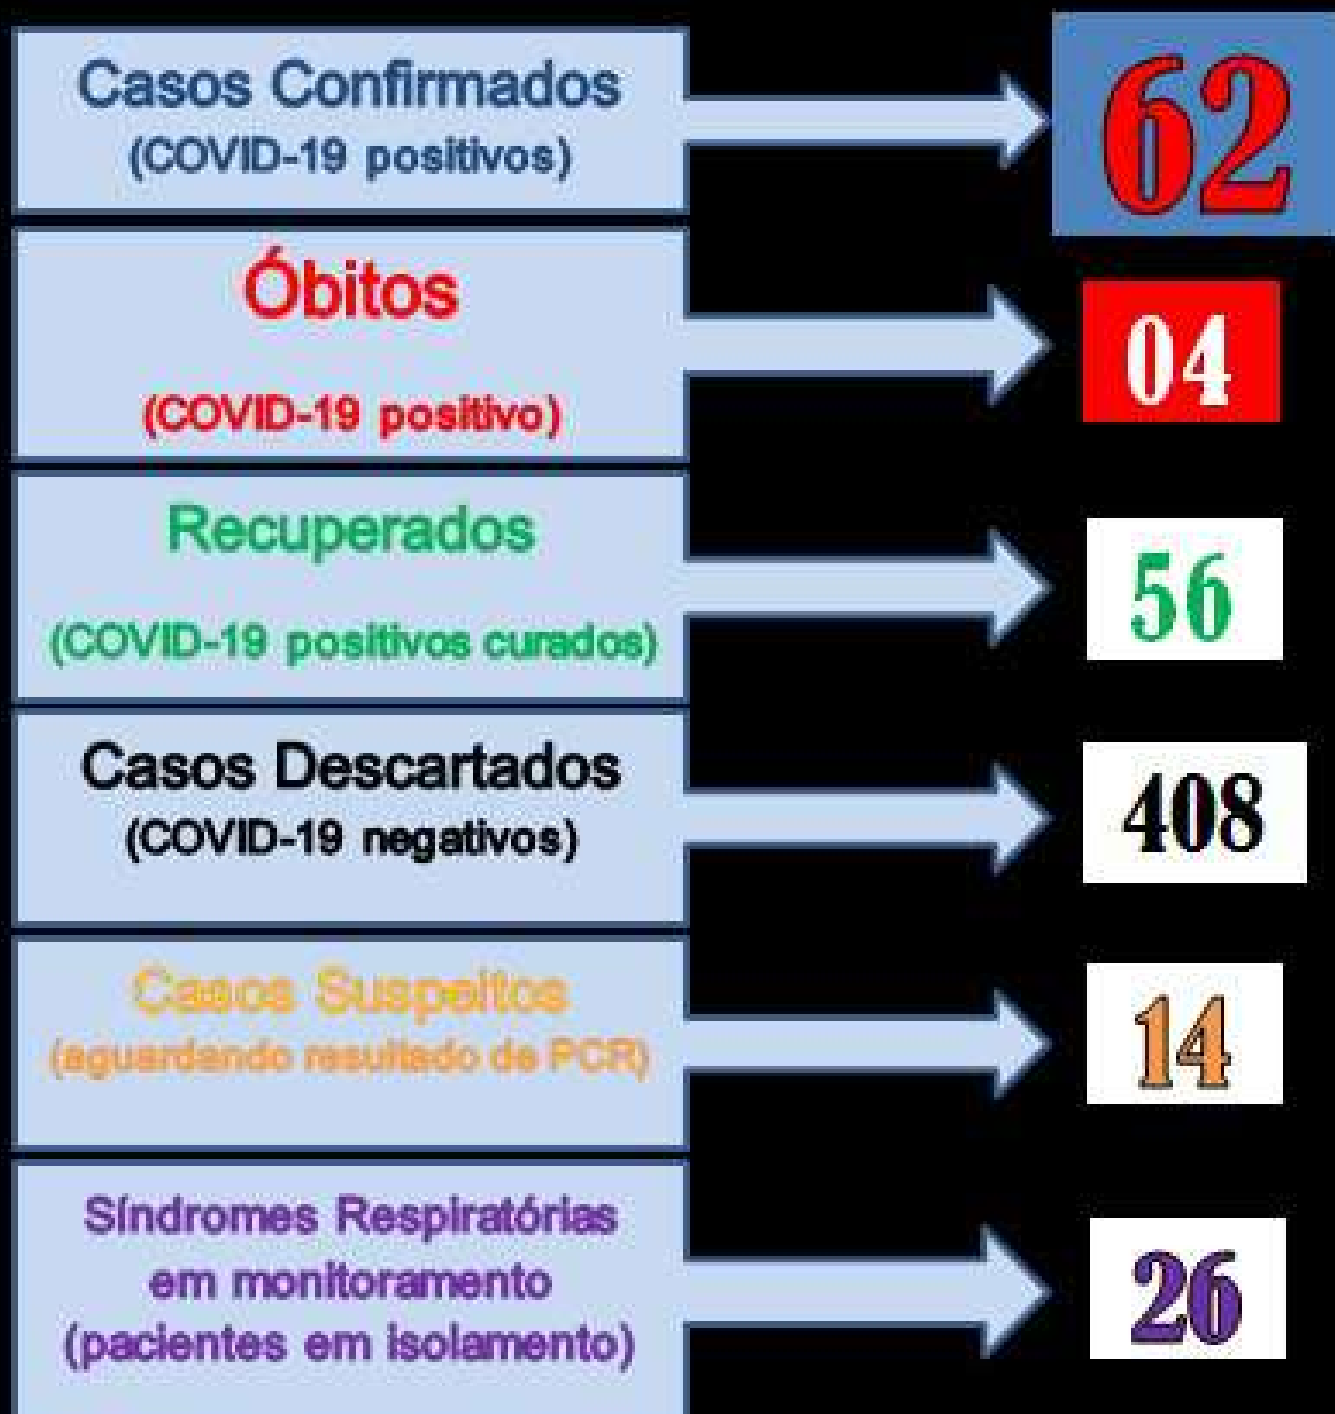 Casos Confirmados
(COVID-19 positivos)
62
Óbitos
(COVID-19 positivo)
04
Recuperados
(COVID-19 positivos curados)
56
Casos Descartados
(COVID-19 negativos)
408
Casos Suspeitos
(aguardando resultado de PCR)
14
Síndromes Respiratórias
em monitoramento
(pacientes em isolamento)
26